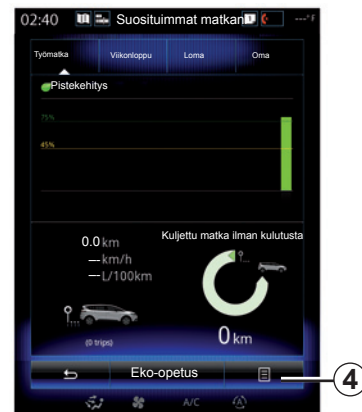 02:40 Suosituimmat matkant ---°F
Työmatka Viikonloppu Loma Oma
Pistekehitys
75%
45%
0.0 km Kuljettu matka ilman kulutusta
--- km/h
--- L/100km
(0 trips) 0 km
Eko-opetus 4
A/C